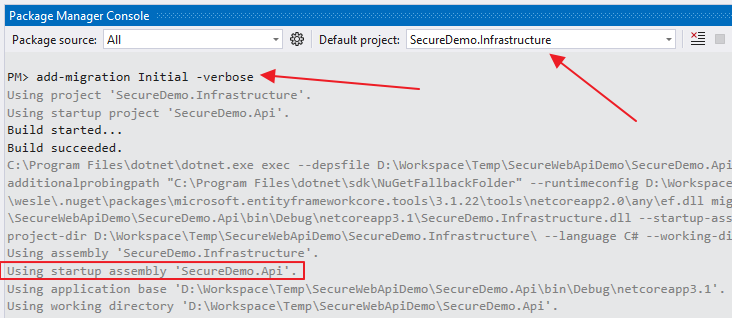 Package Manager Console
Package source: All Default project: SecureDemo.Infrastructure
PM> add-migration Initial -verbose
Using project 'SecureDemo.Infrastructure'.
Using startup project 'SecureDemo.Api'.
Build started...
Build succeeded.
C:\Program Files\dotnet\dotnet.exe exec --depsfile D:\Workspace\Temp\SecureWebApiDemo\SecureDemo.Api
additionalprobingpath "C:\Program Files\dotnet\sdk\NuGetFallbackFolder" --runtimeconfig D:\Workspace
\wesle\.nuget\packages\microsoft.entityframeworkcore.tools\3.1.22\tools\netcoreapp2.0\any\ef.dll mig
\SecureWebApiDemo\SecureDemo.Api\bin\Debug\netcoreapp3.1\SecureDemo.Infrastructure.dll --startup-ass
project-dir D:\Workspace\Temp\SecureWebApiDemo\SecureDemo.Infrastructure\ --language C# --working-di
Using assembly 'SecureDemo.Infrastructure'.
Using startup assembly 'SecureDemo.Api'.
Using application base 'D:\Workspace\Temp\SecureWebApiDemo\SecureDemo.Api\bin\Debug\netcoreapp3.1'.
Using working directory 'D:\Workspace\Temp\SecureWebApiDemo\SecureDemo.Api'.